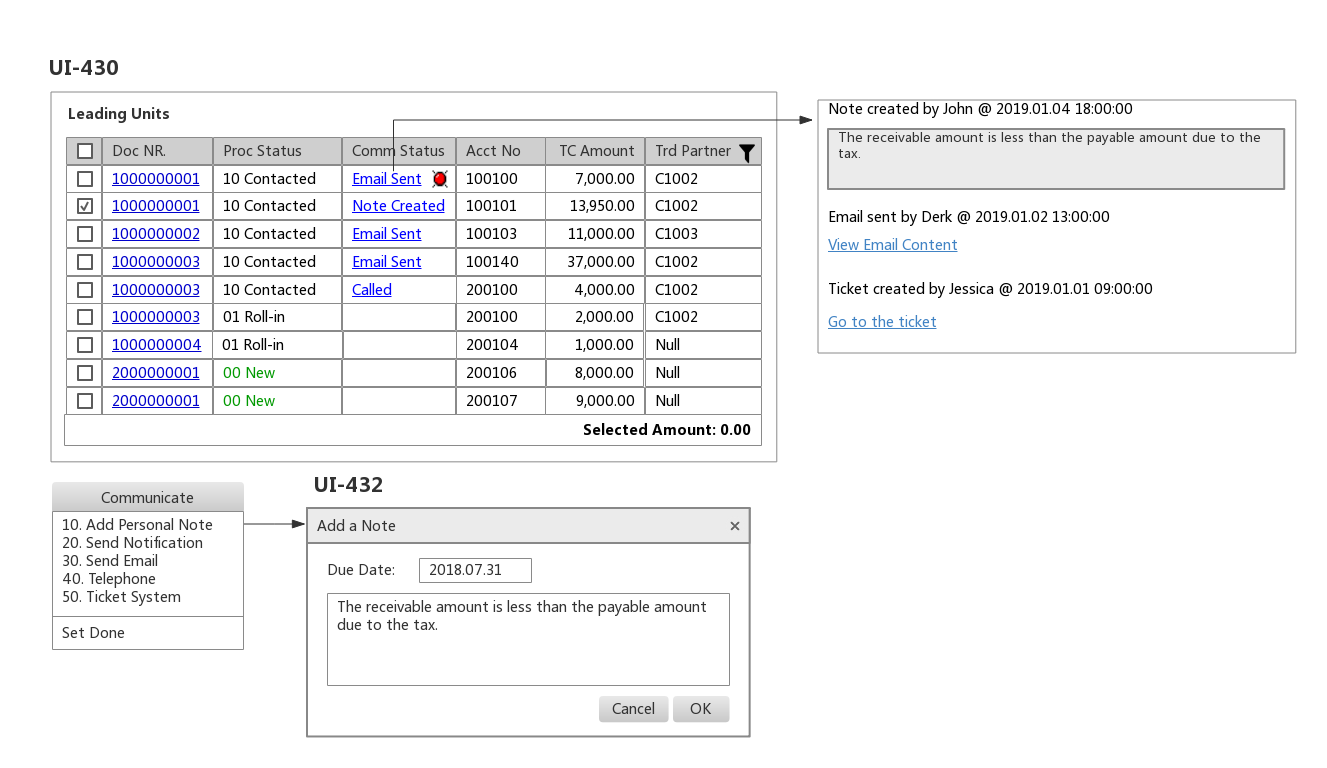 UI-430
Leading Units
Doc NR. Proc Status Comm Status Acct No TC Amount Trd Partner
1000000001 10 Contacted Email Sent 100100 7,000.00 C1002
1000000001 10 Contacted Note Created 100101 13,950.00 C1002
1000000002 10 Contacted Email Sent 100103 11,000.00 C1003
1000000003 10 Contacted Email Sent 100140 37,000.00 C1002
1000000003 10 Contacted Called 200100 4,000.00 C1002
1000000003 01 Roll-in 200100 2,000.00 C1002
1000000004 01 Roll-in 200104 1,000.00 Null
2000000001 00 New 200106 8,000.00 Null
2000000001 00 New 200107 9,000.00 Null
Selected Amount: 0.00
Note created by John @ 2019.01.04 18:00:00
The receivable amount is less than the payable amount due to the
tax.
Email sent by Derk @ 2019.01.02 13:00:00
View Email Content
Ticket created by Jessica @ 2019.01.01 09:00:00
Go to the ticket
Communicate
10. Add Personal Note
20. Send Notification
30. Send Email
40. Telephone
50. Ticket System
Set Done
UI-432
Add a Note ×
Due Date: 2018.07.31
The receivable amount is less than the payable amount
due to the tax.
Cancel OK